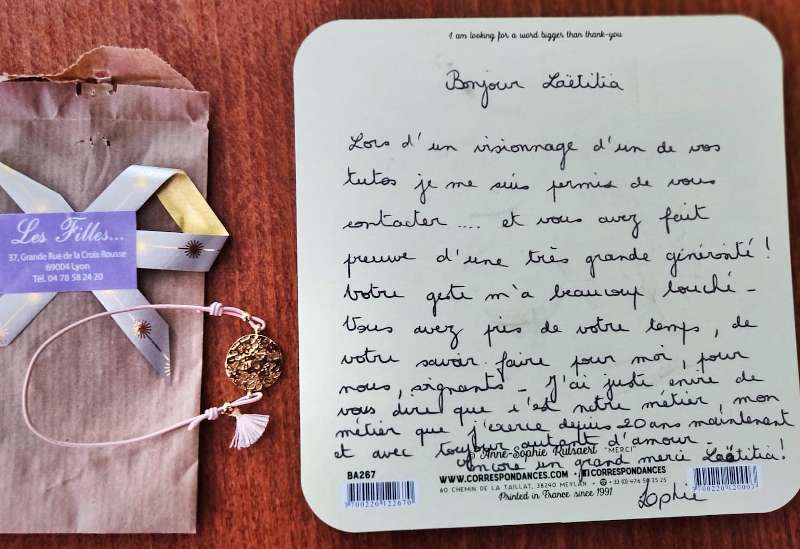 Les Filles...
37, Grande Rue de la Croix Rousse
69004 Lyon
Tél. 04 78 58 24 20
I am looking for a word bigger than thank-you
Bonjour Laëtitia
Lors d'un visionnage d'un de vos
tutos je me suis permis de vous
contacter .... et vous avez fait
preuve d'une très grande générosité !
Votre geste m'a beaucoup touché -
Vous avez pris de votre temps, de
votre savoir faire pour moi, pour
nous, soignants - J'ai juste envie de
vous dire que c'est notre métier, mon
métier que j'exerce depuis 20 ans maintenant
et avec toujour autant d'amour -
Anne-Sophie Rutsaert "MERCI"
Encore un grand merci Laëtitia !
BA267
WWW.CORRESPONDANCES.COM - CORRESPONDANCES
60 CHEMIN DE LA TAILLAT, 38240 MEYLAN
Printed in France since 1991
Sophie